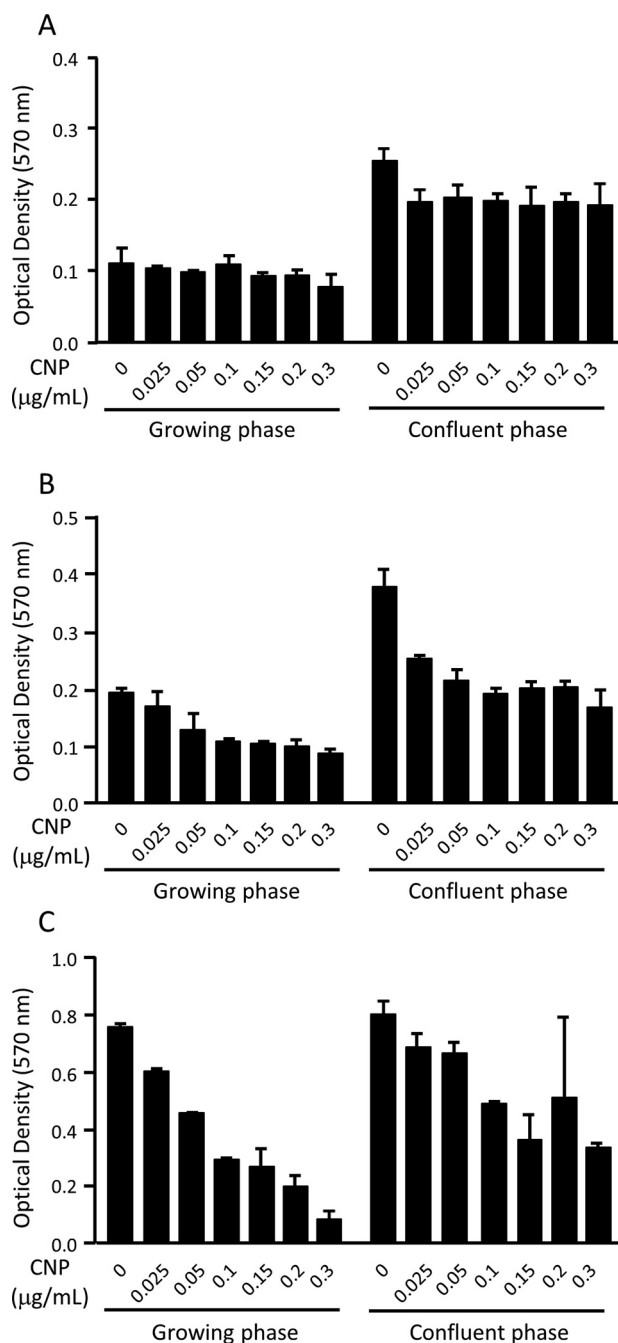 A
Optical Density (570 nm)
0.4
0.3
0.2
0.1
0.0
CNP
(μg/mL)
0 0.025 0.05 0.1 0.15 0.2 0.3 0 0.025 0.05 0.1 0.15 0.2 0.3
Growing phase Confluent phase
B
Optical Density (570 nm)
0.5
0.4
0.3
0.2
0.1
0.0
CNP
(μg/mL)
0 0.025 0.05 0.1 0.15 0.2 0.3 0 0.025 0.05 0.1 0.15 0.2 0.3
Growing phase Confluent phase
C
Optical Density (570 nm)
1.0
0.8
0.6
0.4
0.2
0.0
CNP
(μg/mL)
0 0.025 0.05 0.1 0.15 0.2 0.3 0 0.025 0.05 0.1 0.15 0.2 0.3
Growing phase Confluent phase